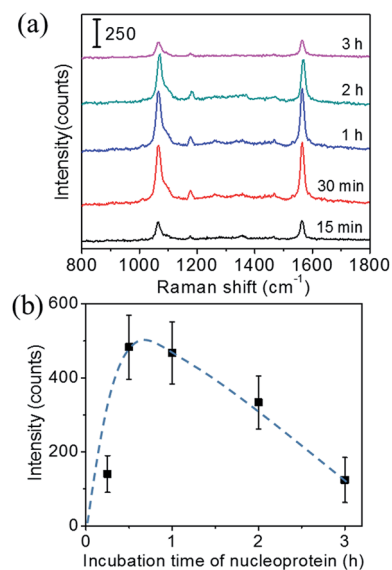 (a)
250
3 h
2 h
1 h
30 min
15 min
Intensity(counts)
800 1000 1200 1400 1600 1800
Raman shift (cm⁻¹)
(b)
600
400
200
0
Intensity (counts)
0 1 2 3
Incubation time of nucleoprotein (h)